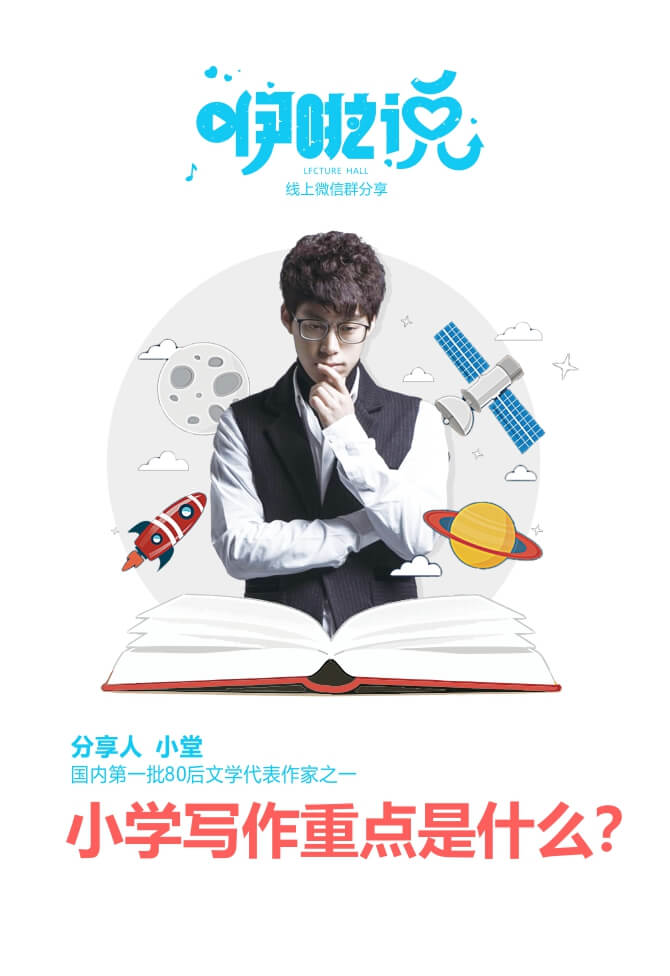 咿啦说
LECTURE HALL
线上微信群分享
分享人 小堂
国内第一批80后文学代表作家之一
小学写作重点是什么?